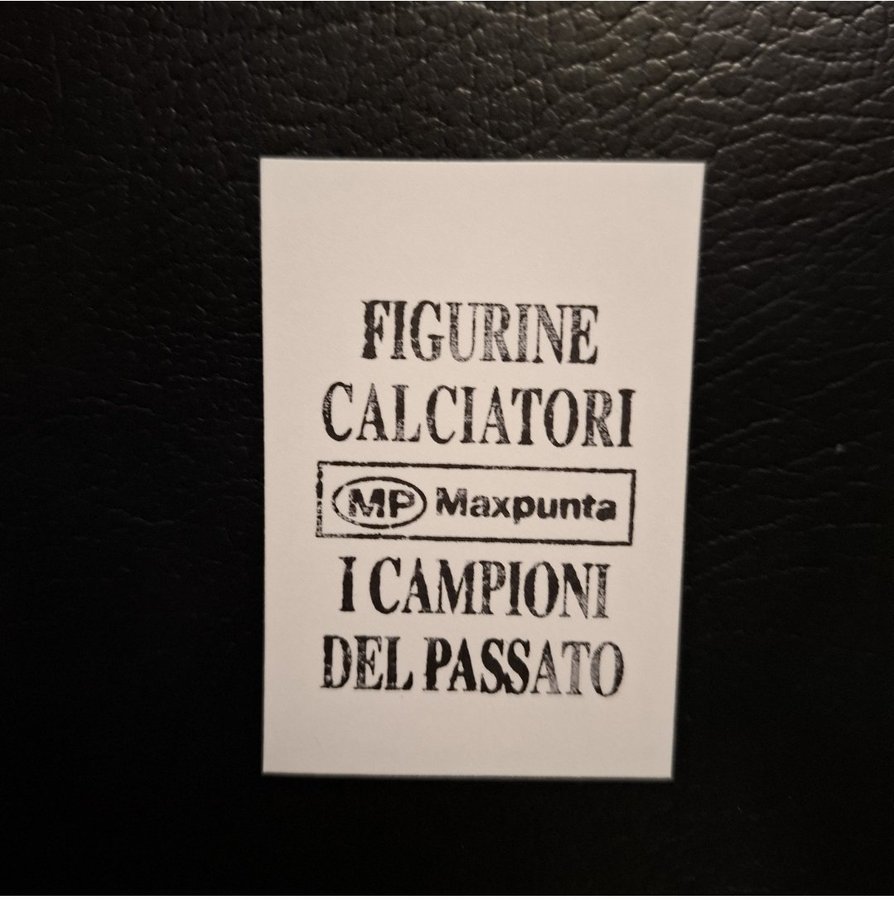 FIGURINE
CALCIATORI
MP Maxpunta
I CAMPIONI
DEL PASSATO